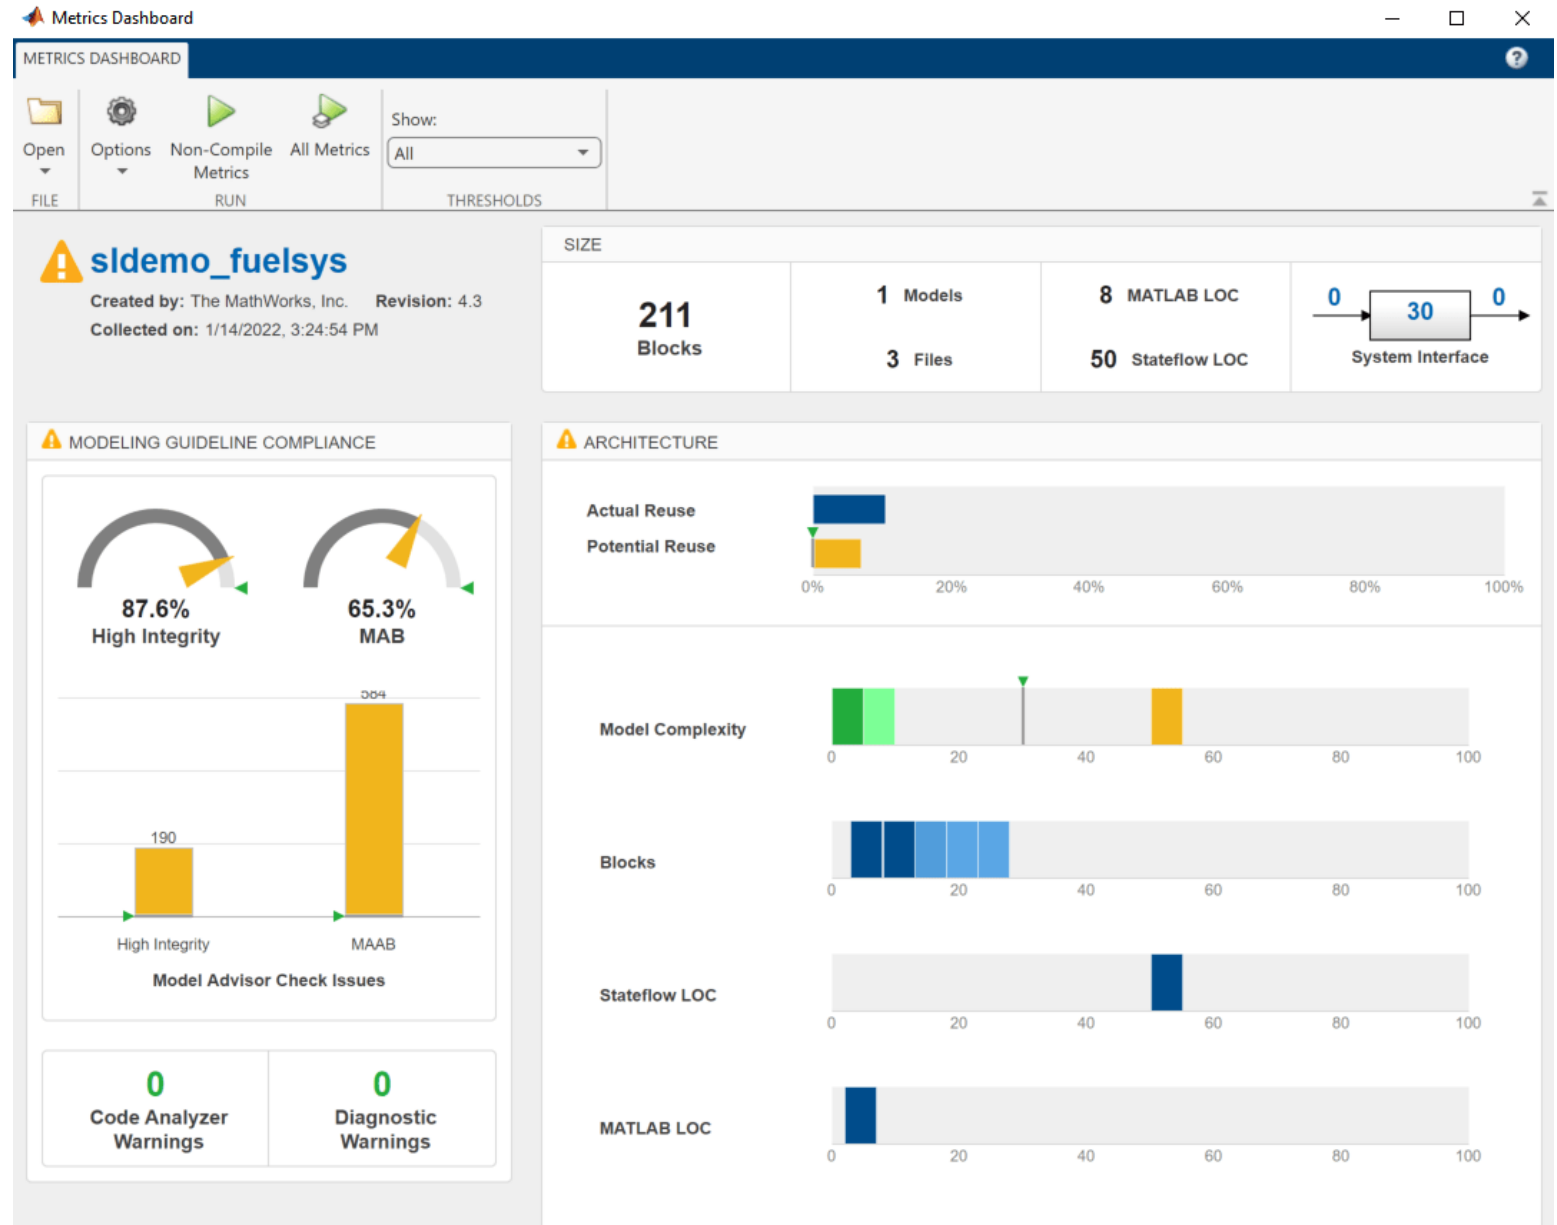 Metrics Dashboard
METRICS DASHBOARD
?
Open
Options
Non-Compile
Metrics
All Metrics
Show:
All
FILE
RUN
THRESHOLDS
sldemo_fuelsys
Created by: The MathWorks, Inc. Revision: 4.3
Collected on: 1/14/2022, 3:24:54 PM
SIZE
211
Blocks
1 Models
3 Files
8 MATLAB LOC
50 Stateflow LOC
0 30 0
System Interface
MODELING GUIDELINE COMPLIANCE
87.6%
High Integrity
65.3%
MAB
584
190
High Integrity MAAB
Model Advisor Check Issues
0
Code Analyzer
Warnings
0
Diagnostic
Warnings
ARCHITECTURE
Actual Reuse
Potential Reuse
0% 20% 40% 60% 80% 100%
Model Complexity
0 20 40 60 80 100
Blocks
0 20 40 60 80 100
Stateflow LOC
0 20 40 60 80 100
MATLAB LOC
0 20 40 60 80 100